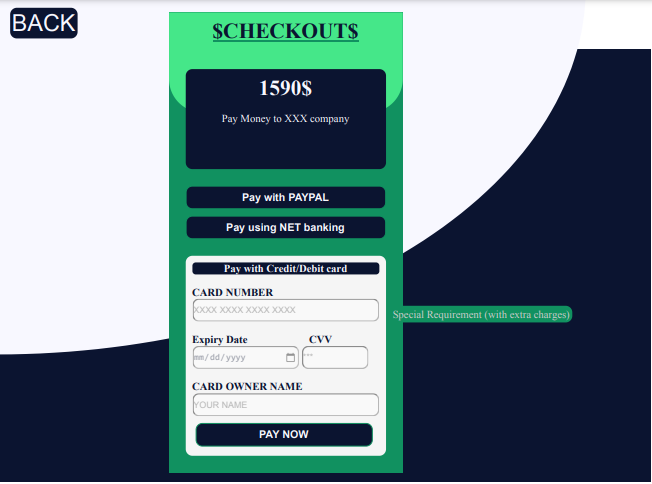 BACK
$CHECKOUT$
1590$
Pay Money to XXX company
Pay with PAYPAL
Pay using NET banking
Pay with Credit/Debit card
CARD NUMBER
XXXX XXXX XXXX XXXX
Special Requirement (with extra charges)
Expiry Date CVV
mm/dd/yyyy ***
CARD OWNER NAME
YOUR NAME
PAY NOW